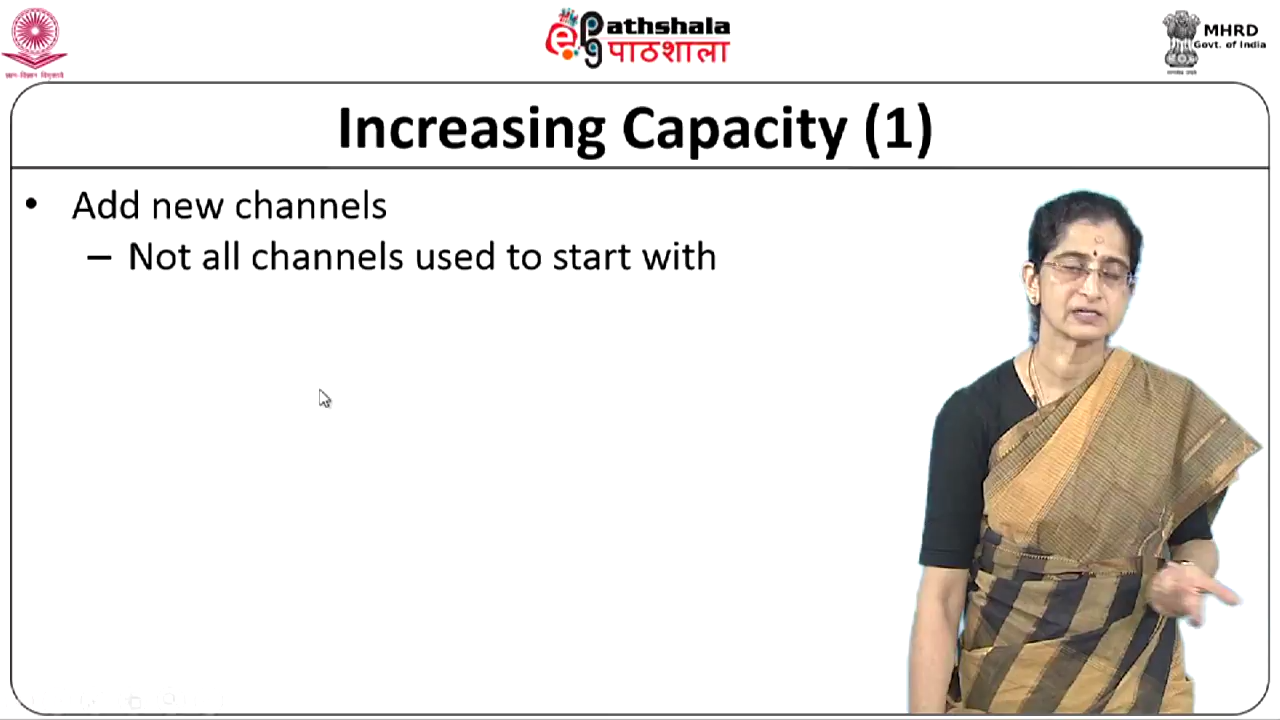 Pathshala
पाठशाला
MHRD
Govt. of India
Increasing Capacity (1)
• Add new channels
– Not all channels used to start with